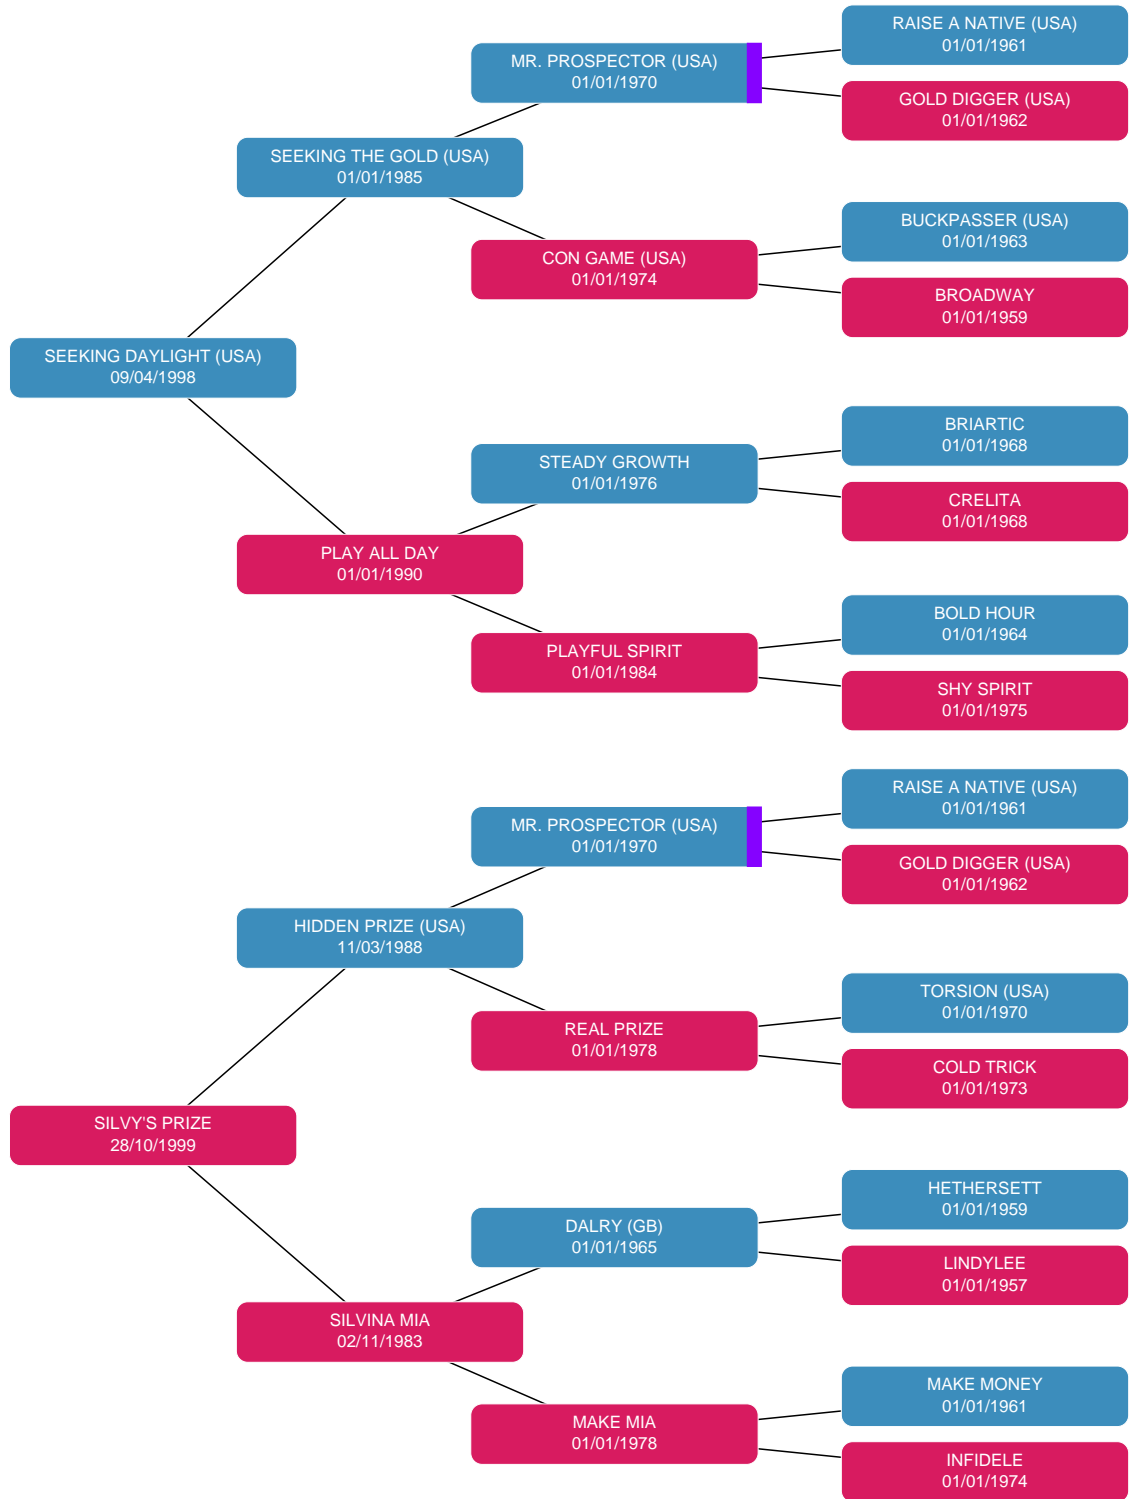 RAISE A NATIVE (USA)
01/01/1961
MR. PROSPECTOR (USA)
01/01/1970
GOLD DIGGER (USA)
01/01/1962
SEEKING THE GOLD (USA)
01/01/1985
BUCKPASSER (USA)
01/01/1963
CON GAME (USA)
01/01/1974
BROADWAY
01/01/1959
SEEKING DAYLIGHT (USA)
09/04/1998
BRIARTIC
01/01/1968
STEADY GROWTH
01/01/1976
CRELITA
01/01/1968
PLAY ALL DAY
01/01/1990
BOLD HOUR
01/01/1964
PLAYFUL SPIRIT
01/01/1984
SHY SPIRIT
01/01/1975
RAISE A NATIVE (USA)
01/01/1961
MR. PROSPECTOR (USA)
01/01/1970
GOLD DIGGER (USA)
01/01/1962
HIDDEN PRIZE (USA)
11/03/1988
TORSION (USA)
01/01/1970
REAL PRIZE
01/01/1978
COLD TRICK
01/01/1973
SILVY'S PRIZE
28/10/1999
HETHERSETT
01/01/1959
DALRY (GB)
01/01/1965
LINDYLEE
01/01/1957
SILVINA MIA
02/11/1983
MAKE MONEY
01/01/1961
MAKE MIA
01/01/1978
INFIDELE
01/01/1974